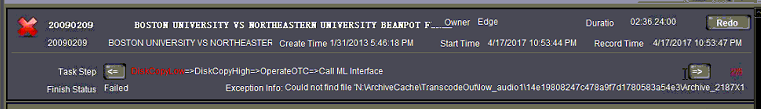 20090209 BOSTON UNIVERSITY VS NORTHEASTERN UNIVERSITY BEANPOT Owner Edge Duratio 02:36:24:00 Redo
20090209 BOSTON UNIVERSITY VS NORTHEASTER Create Time 1/31/2013 5:46:18 PM Start Time 4/17/2017 10:53:44 PM Record Time 4/17/2017 10:53:47 PM
Task Step <= =>DiskCopyHigh=>OperateOTC=>Call ML Interface =>
Finish Status Failed Exception Info: Could not find file 'N:\ArchiveCache\TranscodeOut\low_audio1\14e19808247c478a9f7d1780583a54e3\Archive_2187X1